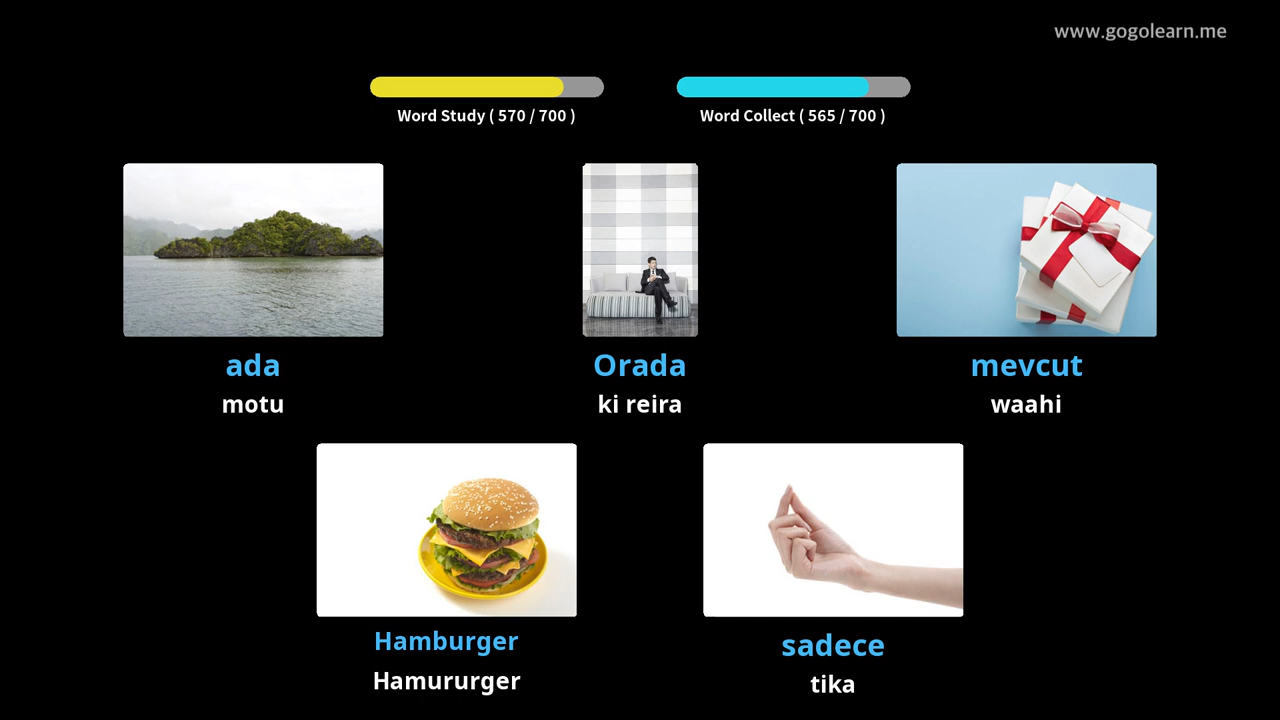 www.gogolearn.me
Word Study ( 570 / 700 )
Word Collect ( 565 / 700 )
ada
motu
Orada
ki reira
mevcut
waahi
Hamburger
Hamururger
sadece
tika